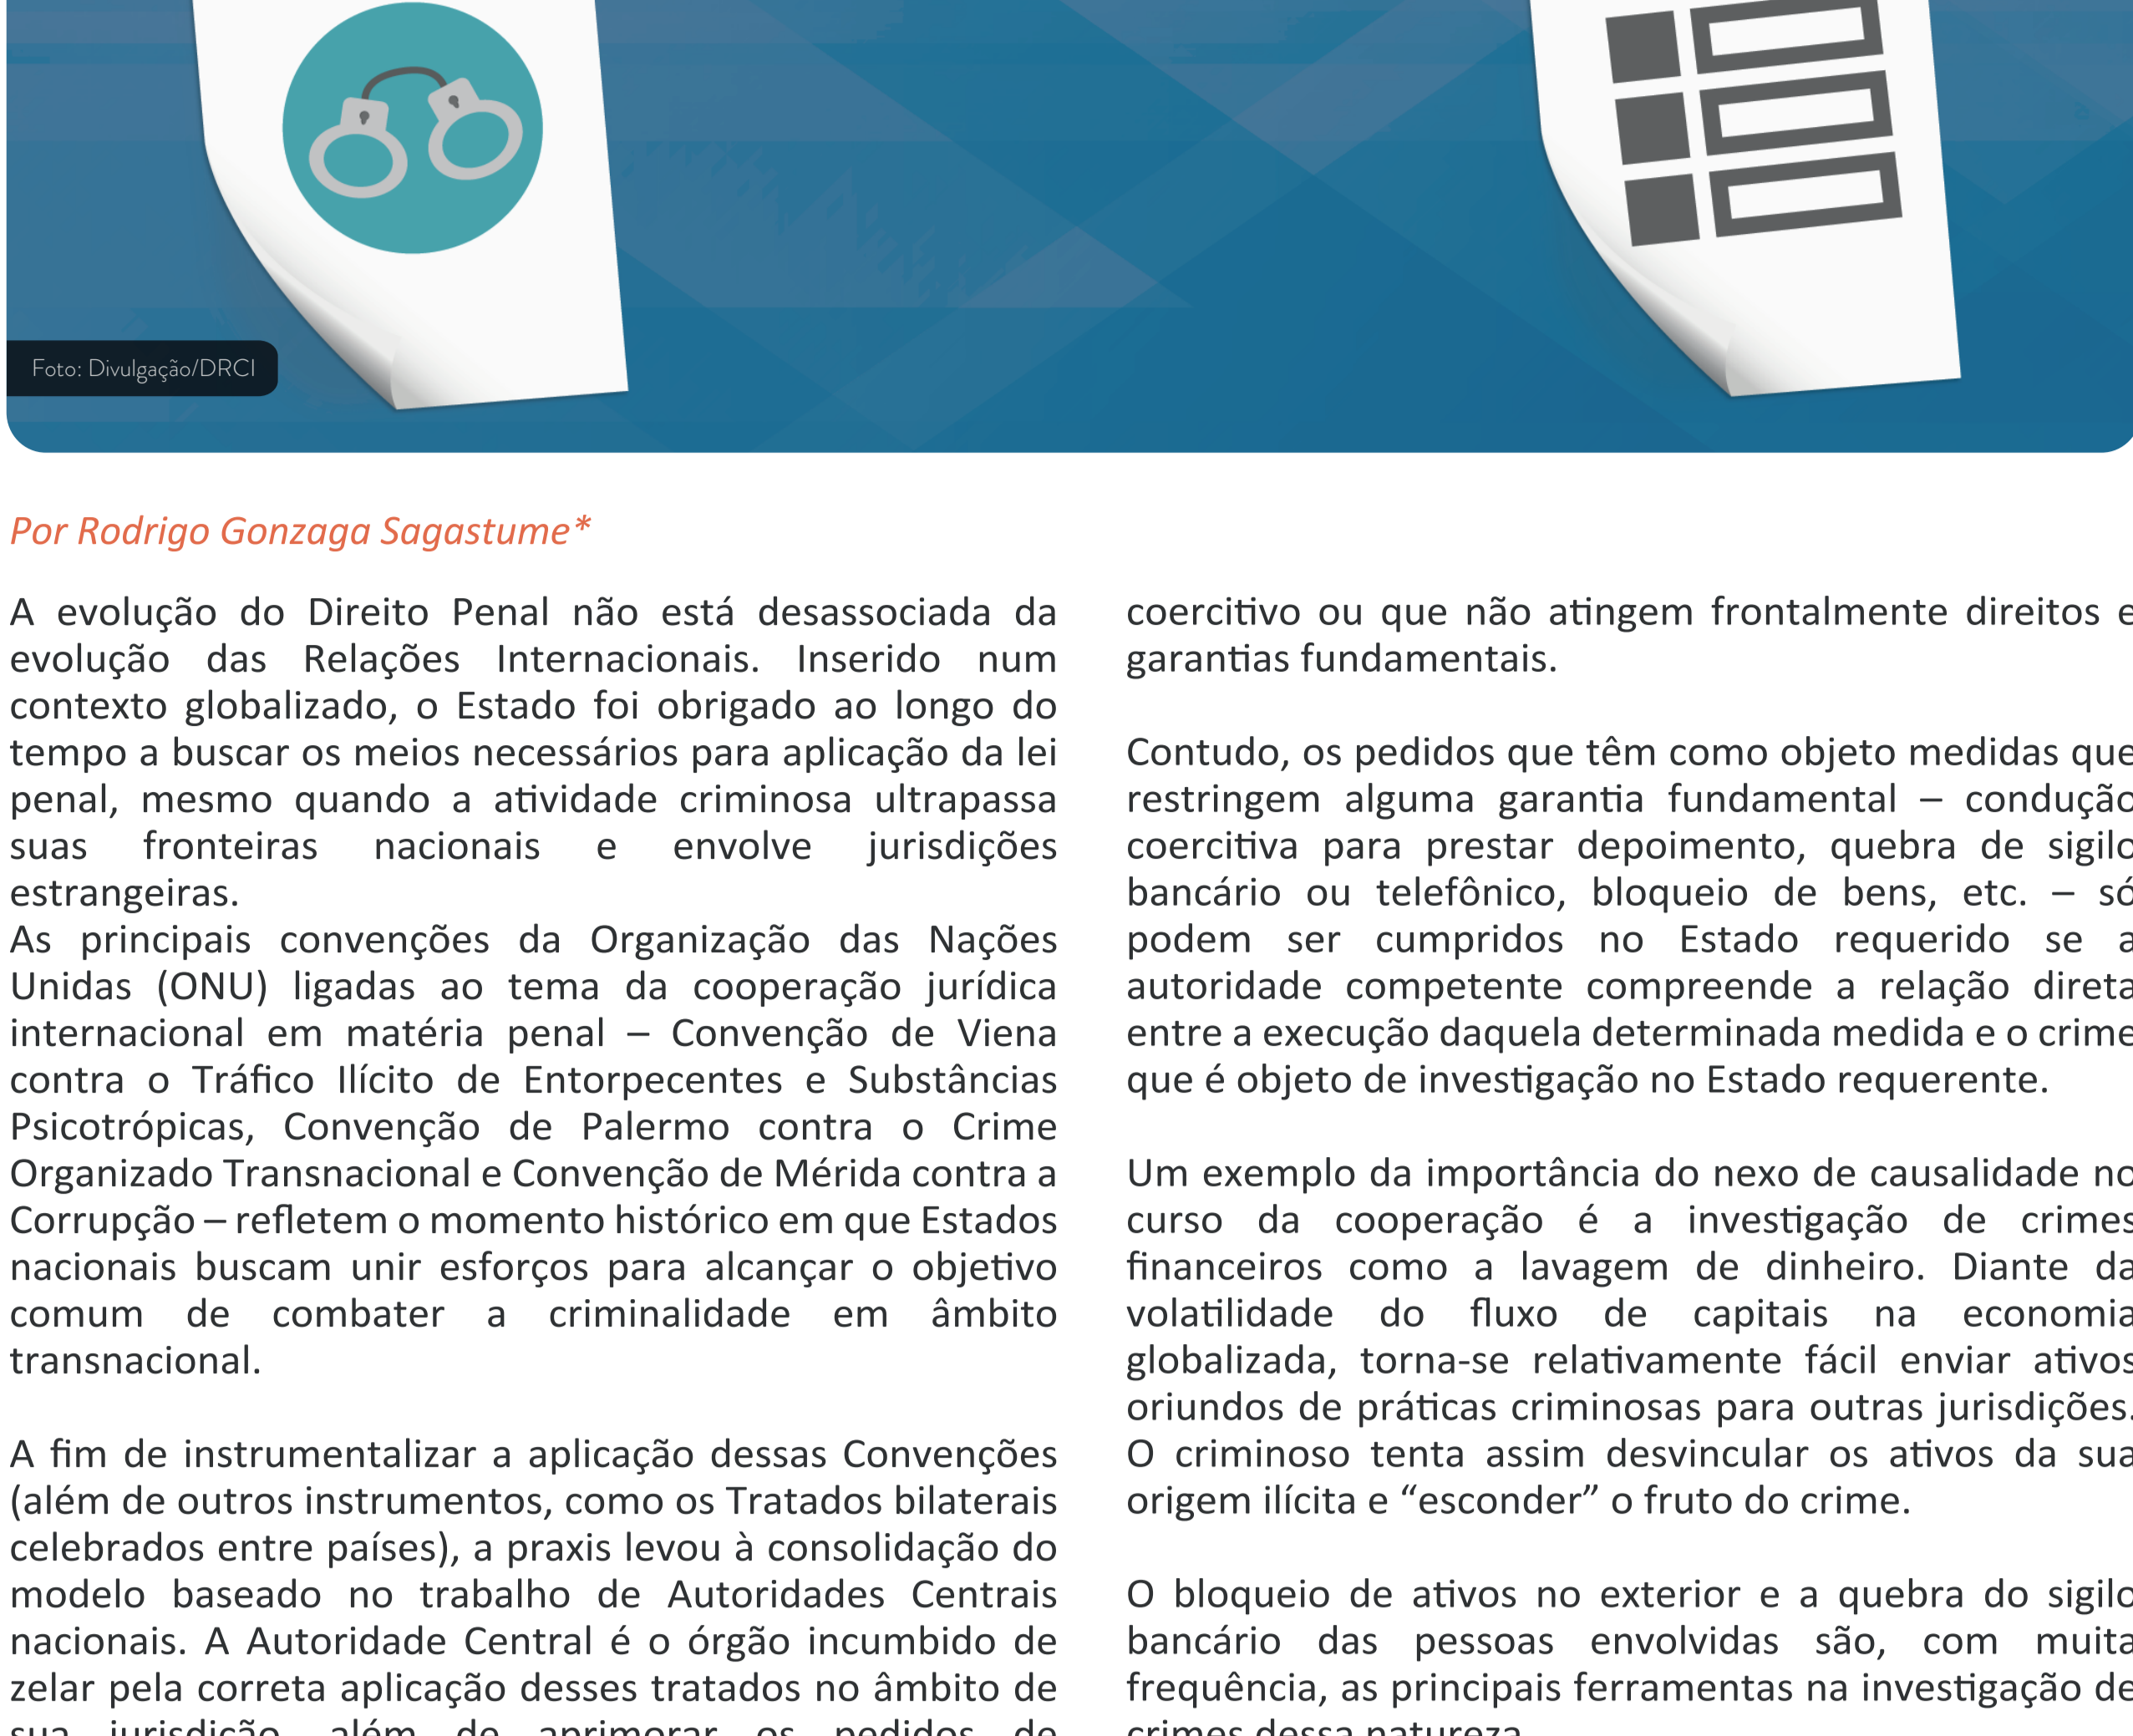 Foto: Divulgação/DRCI
Por Rodrigo Gonzaga Sagastume*
A evolução do Direito Penal não está desassociada da
evolução das Relações Internacionais. Inserido num
contexto globalizado, o Estado foi obrigado ao longo do
tempo a buscar os meios necessários para aplicação da lei
penal, mesmo quando a atividade criminosa ultrapassa
suas fronteiras nacionais e envolve jurisdições
estrangeiras.
As principais convenções da Organização das Nações
Unidas (ONU) ligadas ao tema da cooperação jurídica
internacional em matéria penal – Convenção de Viena
contra o Tráfico Ilícito de Entorpecentes e Substâncias
Psicotrópicas, Convenção de Palermo contra o Crime
Organizado Transnacional e Convenção de Mérida contra a
Corrupção – refletem o momento histórico em que Estados
nacionais buscam unir esforços para alcançar o objetivo
comum de combater a criminalidade em âmbito
transnacional.
A fim de instrumentalizar a aplicação dessas Convenções
(além de outros instrumentos, como os Tratados bilaterais
celebrados entre países), a praxis levou à consolidação do
modelo baseado no trabalho de Autoridades Centrais
nacionais. A Autoridade Central é o órgão incumbido de
zelar pela correta aplicação desses tratados no âmbito de
sua jurisdição, além de aprimorar os pedidos de
coercitivo ou que não atingem frontalmente direitos e
garantias fundamentais.
Contudo, os pedidos que têm como objeto medidas que
restringem alguma garantia fundamental – condução
coercitiva para prestar depoimento, quebra de sigilo
bancário ou telefônico, bloqueio de bens, etc. – só
podem ser cumpridos no Estado requerido se a
autoridade competente compreende a relação direta
entre a execução daquela determinada medida e o crime
que é objeto de investigação no Estado requerente.
Um exemplo da importância do nexo de causalidade no
curso da cooperação é a investigação de crimes
financeiros como a lavagem de dinheiro. Diante da
volatilidade do fluxo de capitais na economia
globalizada, torna-se relativamente fácil enviar ativos
oriundos de práticas criminosas para outras jurisdições.
O criminoso tenta assim desvincular os ativos da sua
origem ilícita e “esconder” o fruto do crime.
O bloqueio de ativos no exterior e a quebra do sigilo
bancário das pessoas envolvidas são, com muita
frequência, as principais ferramentas na investigação de
crimes dessa natureza.